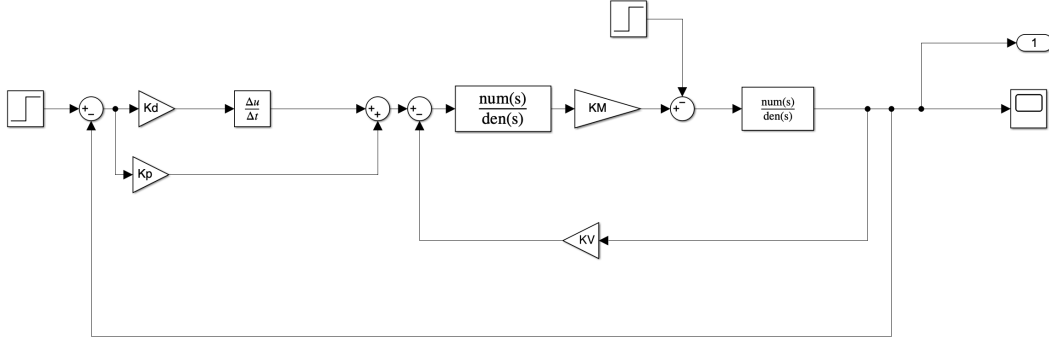 1
Kd
Δu
Δt
num(s)
den(s)
KM
num(s)
den(s)
Kp
KV
+
−
+
+
+
−
−
+